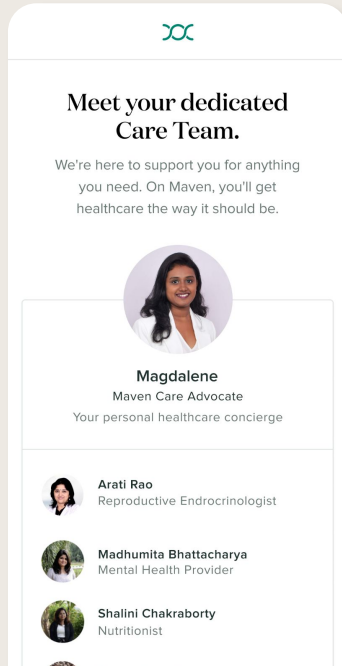 Meet your dedicated
Care Team.
We're here to support you for anything
you need. On Maven, you'll get
healthcare the way it should be.
Magdalene
Maven Care Advocate
Your personal healthcare concierge
Arati Rao
Reproductive Endrocrinologist
Madhumita Bhattacharya
Mental Health Provider
Shalini Chakraborty
Nutritionist